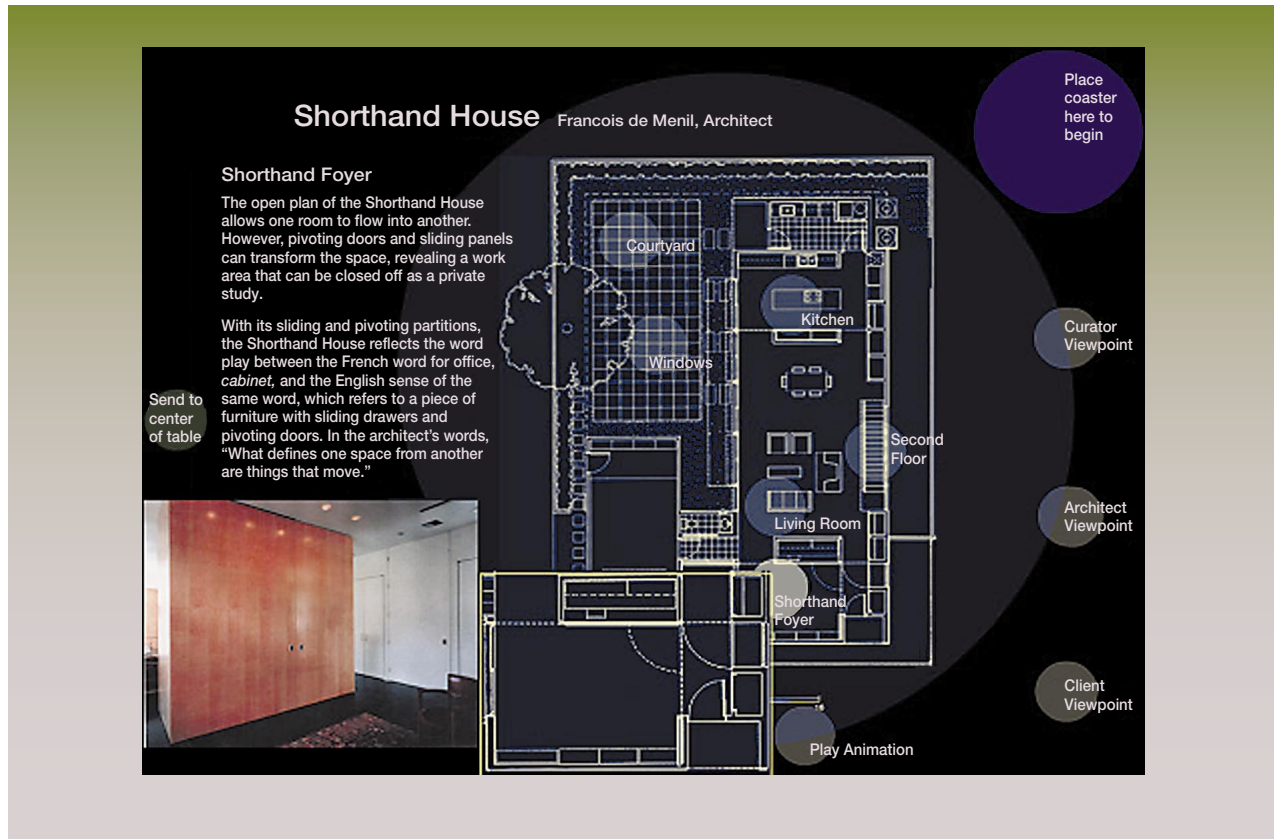 Shorthand House Francois de Menil, Architect
Place
coaster
here to
begin
Shorthand Foyer
The open plan of the Shorthand House
allows one room to flow into another.
However, pivoting doors and sliding panels
can transform the space, revealing a work
area that can be closed off as a private
study.
With its sliding and pivoting partitions,
the Shorthand House reflects the word
play between the French word for office,
cabinet, and the English sense of the
same word, which refers to a piece of
furniture with sliding drawers and
pivoting doors. In the architect's words,
“What defines one space from another
are things that move.”
Send to
center
of table
Courtyard
Kitchen
Windows
Second
Floor
Living Room
Shorthand
Foyer
Curator
Viewpoint
Architect
Viewpoint
Client
Viewpoint
Play Animation